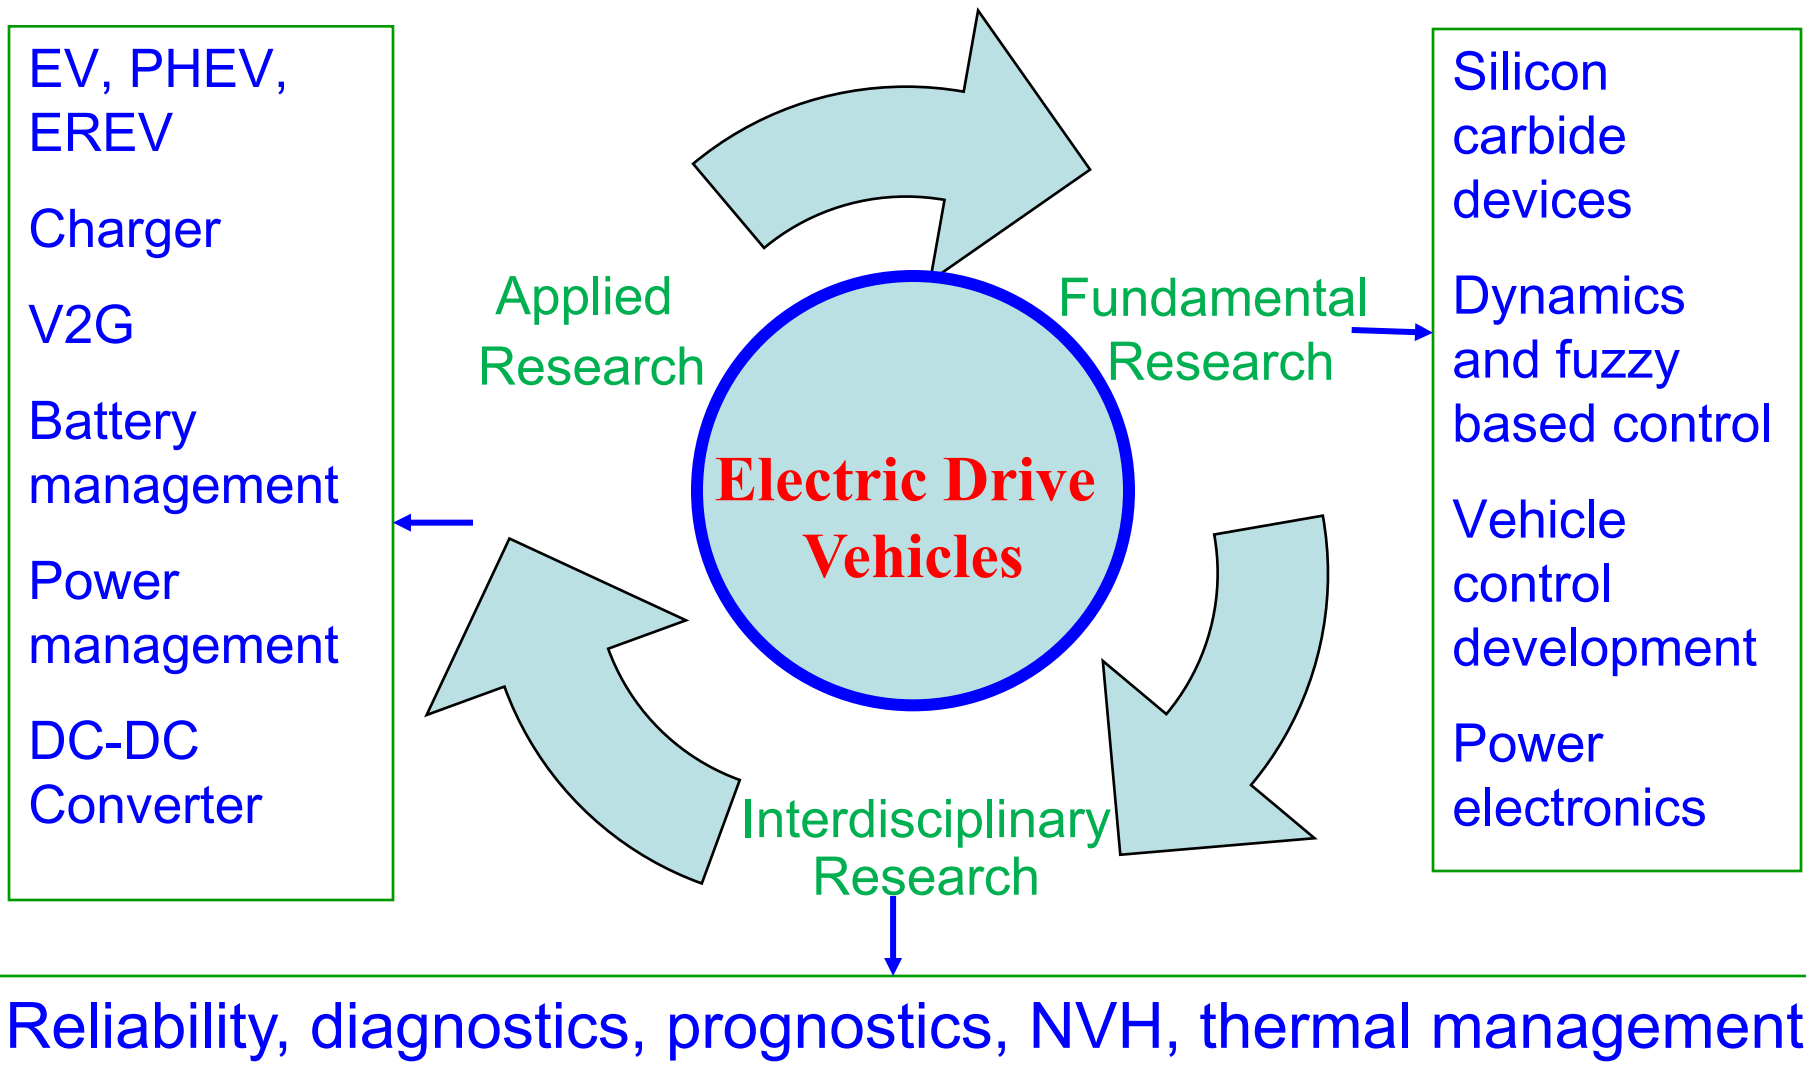 EV, PHEV,
EREV
Charger
V2G
Battery
management
Power
management
DC-DC
Converter
Applied
Research
Electric Drive
Vehicles
Fundamental
Research
Interdisciplinary
Research
Silicon
carbide
devices
Dynamics
and fuzzy
based control
Vehicle
control
development
Power
electronics
Reliability, diagnostics, prognostics, NVH, thermal management